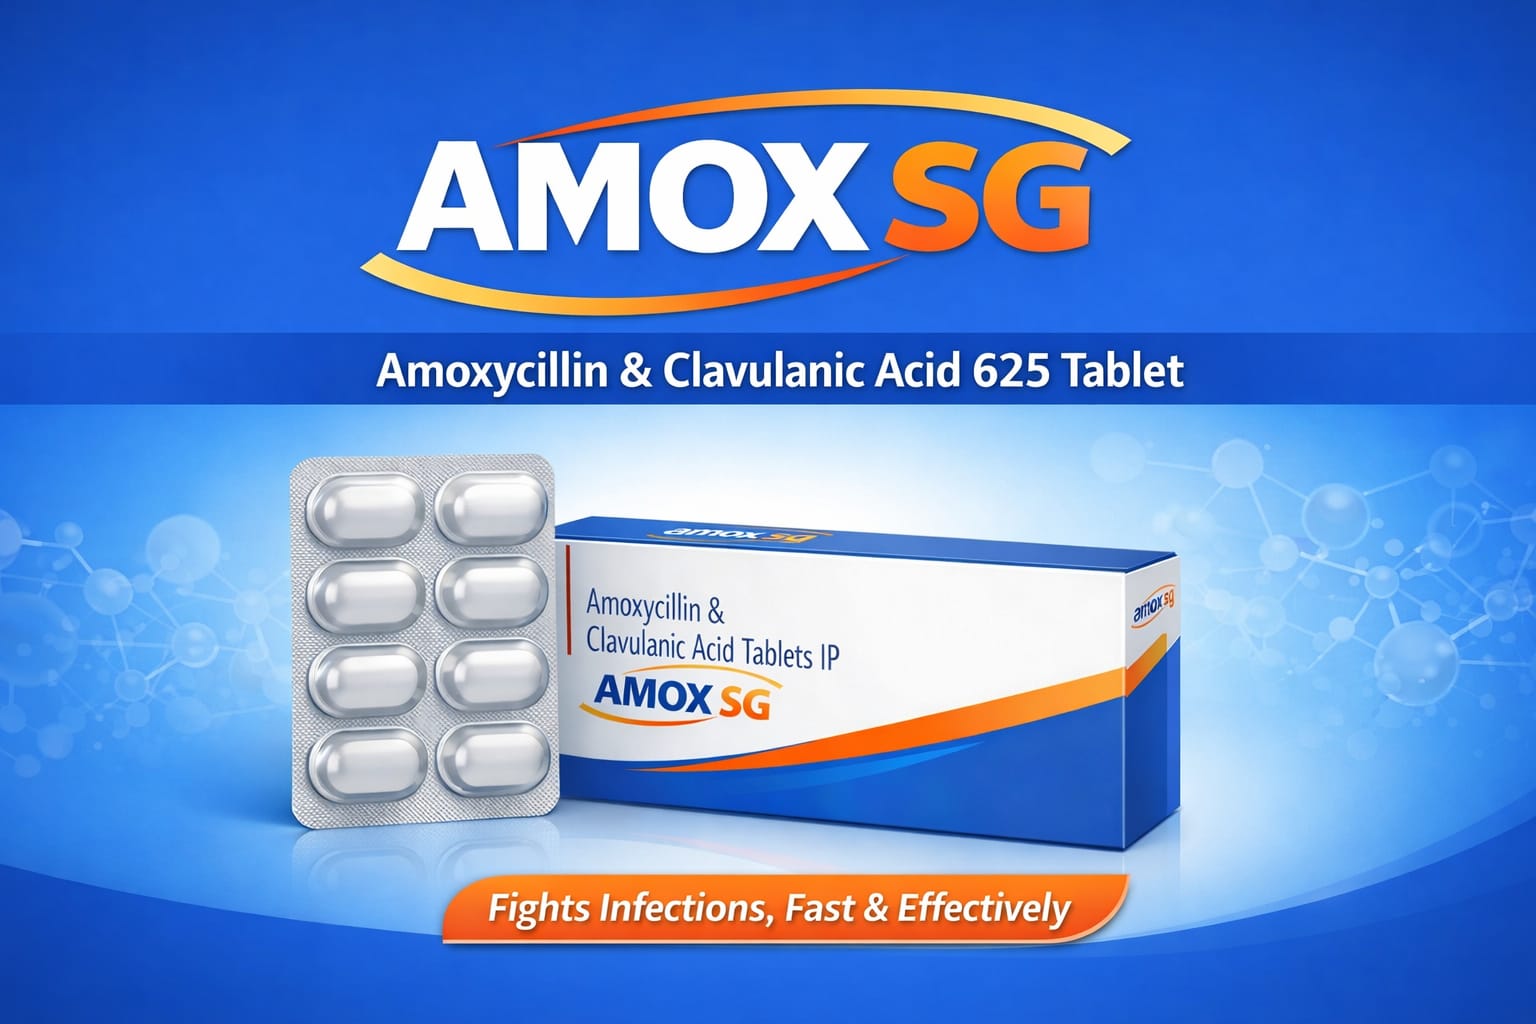 AMOX SG
Amoxycillin & Clavulanic Acid 625 Tablet
amox sg
Amoxycillin &
Clavulanic Acid Tablets IP
AMOX SG
amox sg
Fights Infections, Fast & Effectively